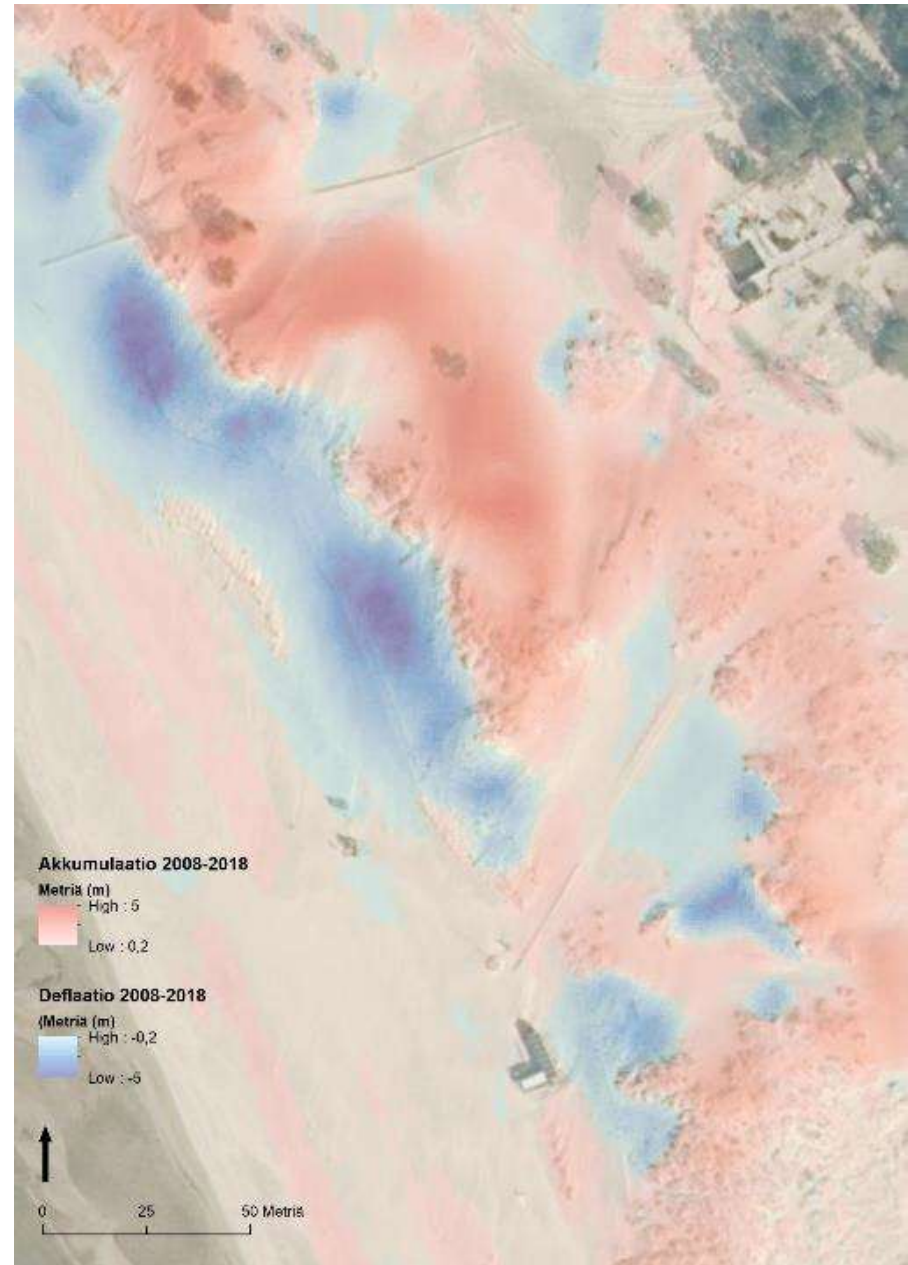 Akkumulaatio 2008-2018
Metriä (m)
High : 5
Low : 0,2
Deflaatio 2008-2018
(Metriä (m)
High : -0,2
Low : -5
0 25 50 Metriä